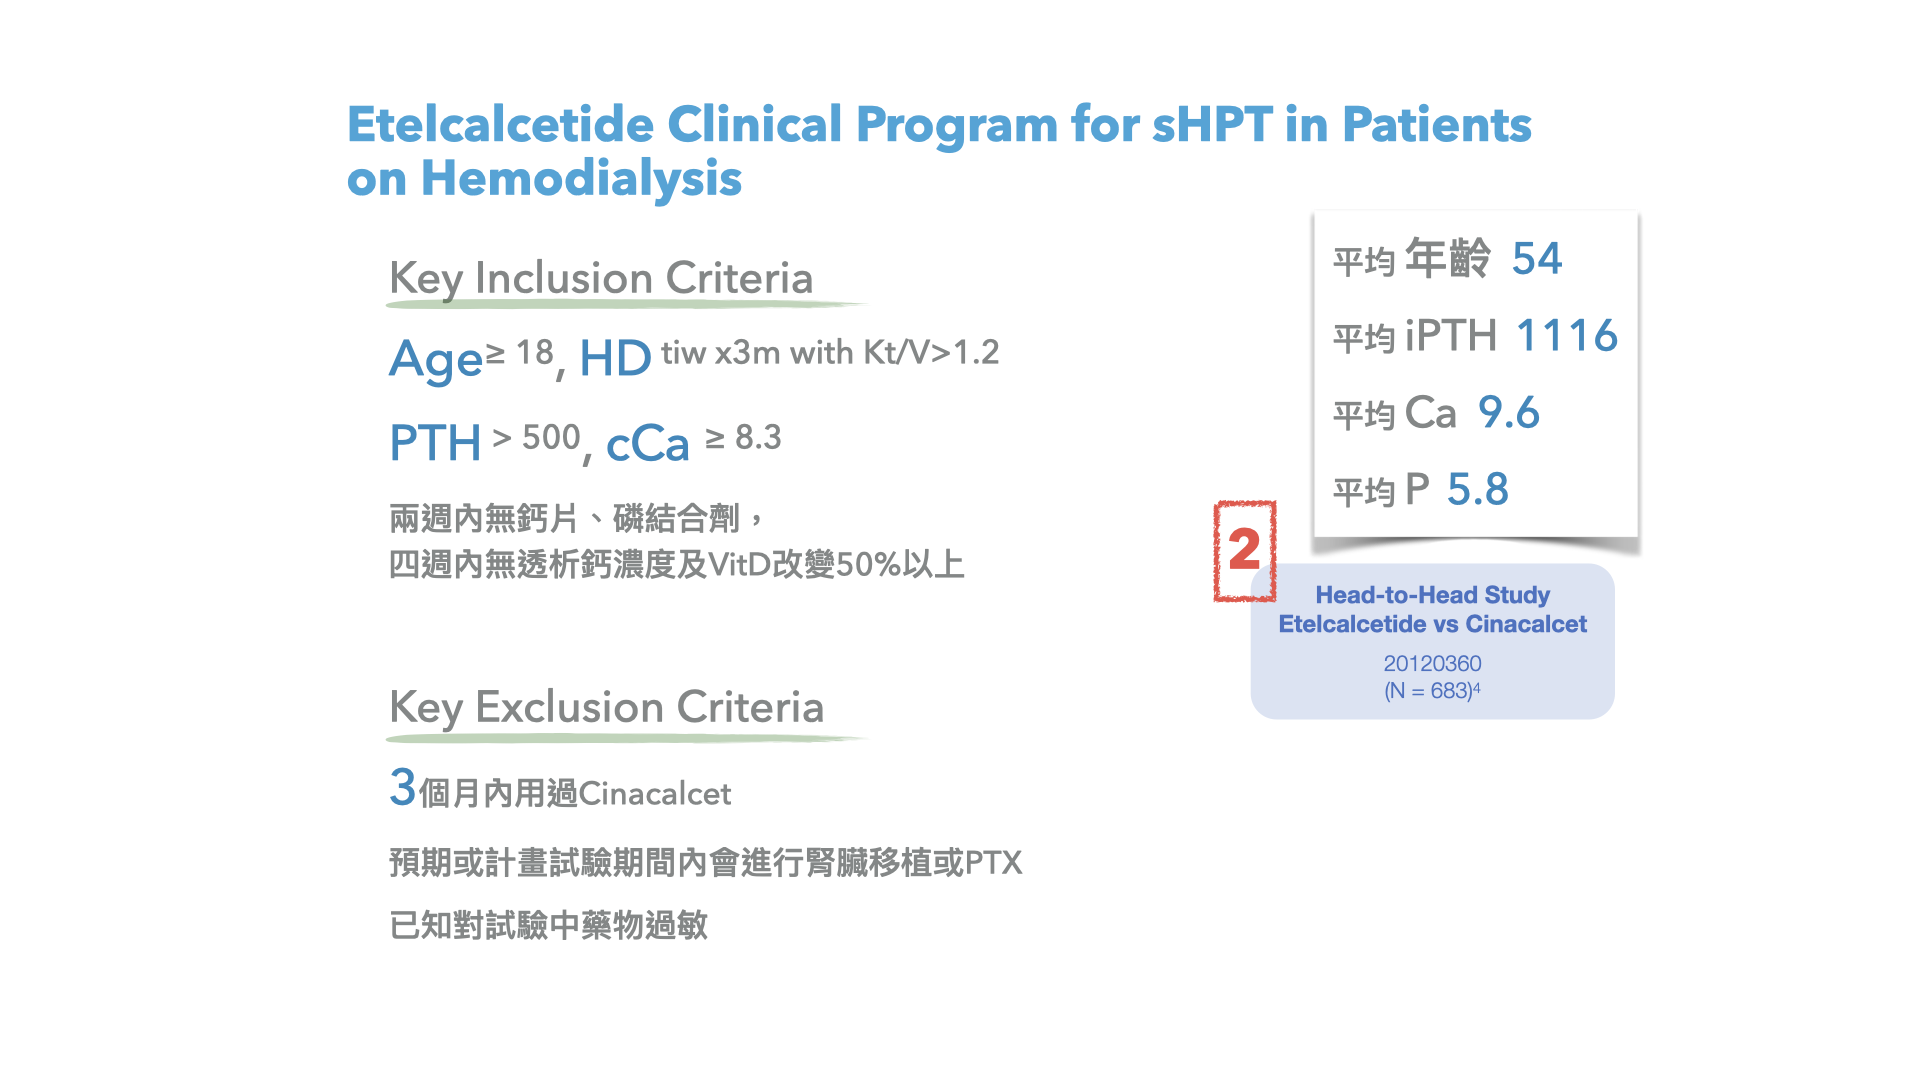 Etelcalcetide Clinical Program for sHPT in Patients
on Hemodialysis
Key Inclusion Criteria
Age≥ 18, HD tiw x3m with Kt/V>1.2
PTH > 500, cCa ≥ 8.3
兩週內無鈣片、磷結合劑，
四週內無透析鈣濃度及VitD改變50%以上
Key Exclusion Criteria
3個月內用過Cinacalcet
預期或計畫試驗期間內會進行腎臟移植或PTX
已知對試驗中藥物過敏
平均 年齡 54
平均 iPTH 1116
平均 Ca 9.6
平均 P 5.8
2
Head-to-Head Study
Etelcalcetide vs Cinacalcet
20120360
(N = 683)⁴